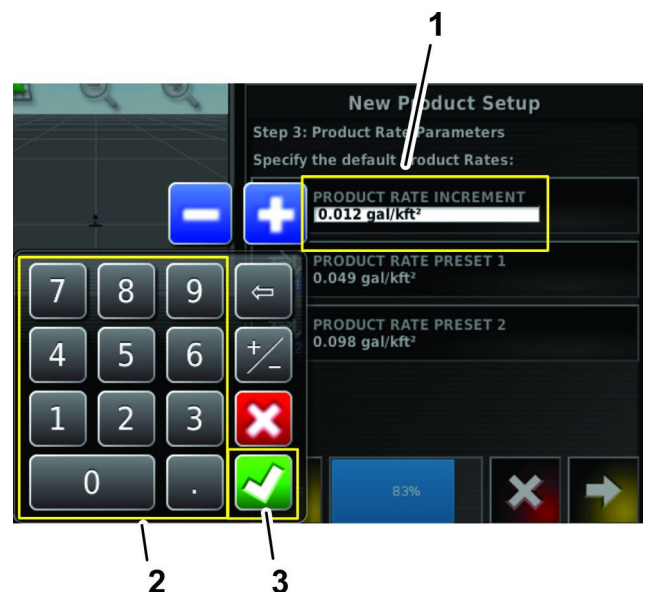 1
New Product Setup
Step 3: Product Rate Parameters
Specify the default Product Rates:
PRODUCT RATE INCREMENT
0.012 gal/kft²
PRODUCT RATE PRESET 1
0.049 gal/kft²
PRODUCT RATE PRESET 2
0.098 gal/kft²
7 8 9
4 5 6 +/−
1 2 3
0 .
83%
2 3